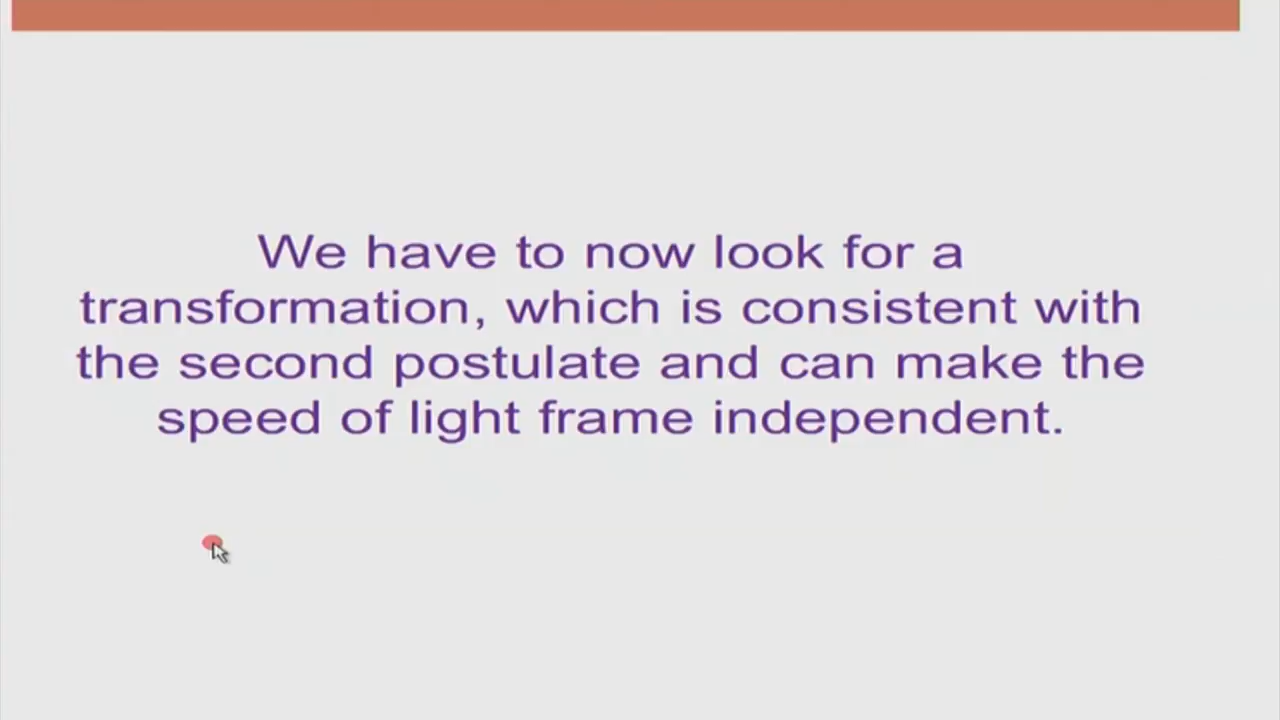 We have to now look for a
transformation, which is consistent with
the second postulate and can make the
speed of light frame independent.